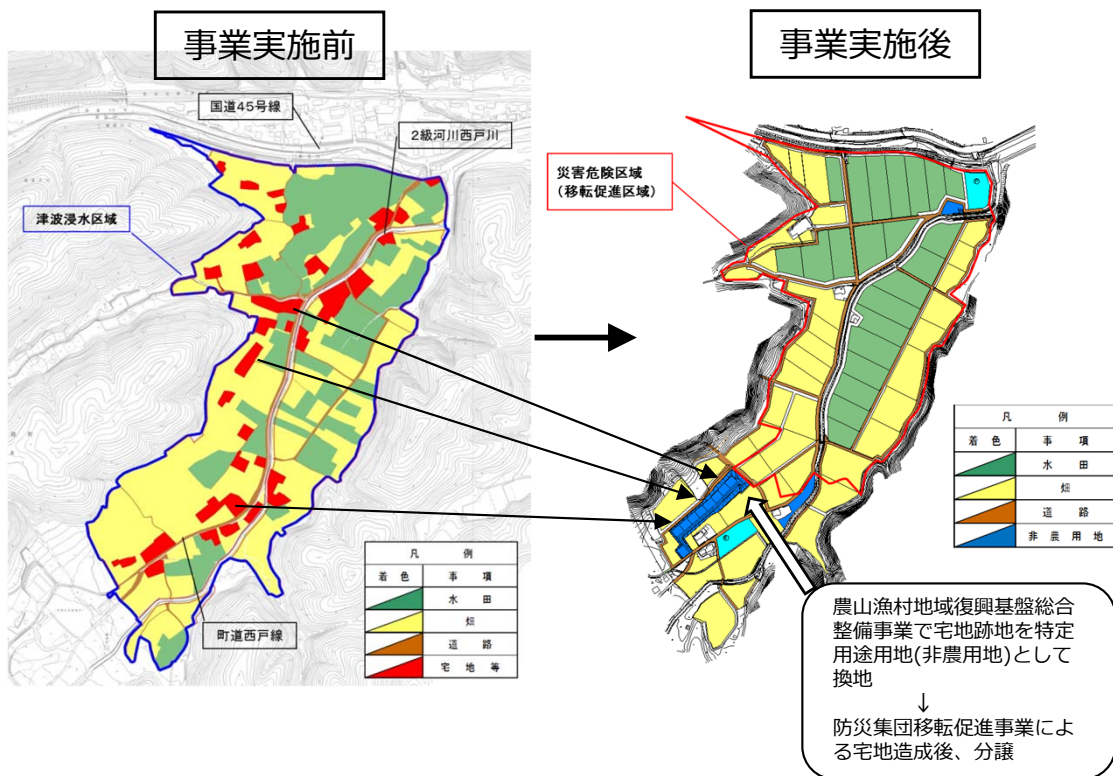 事業実施前
国道45号線
2級河川西戸川
津波浸水区域
町道西戸線
凡 例
着 色 事 項
水 田
畑
道 路
宅 地 等
事業実施後
災害危険区域
(移転促進区域)
凡 例
着 色 事 項
水 田
畑
道 路
非 農 用 地
農山漁村地域復興基盤総合
整備事業で宅地跡地を特定
用途用地(非農用地)として
換地
↓
防災集団移転促進事業によ
る宅地造成後、分譲